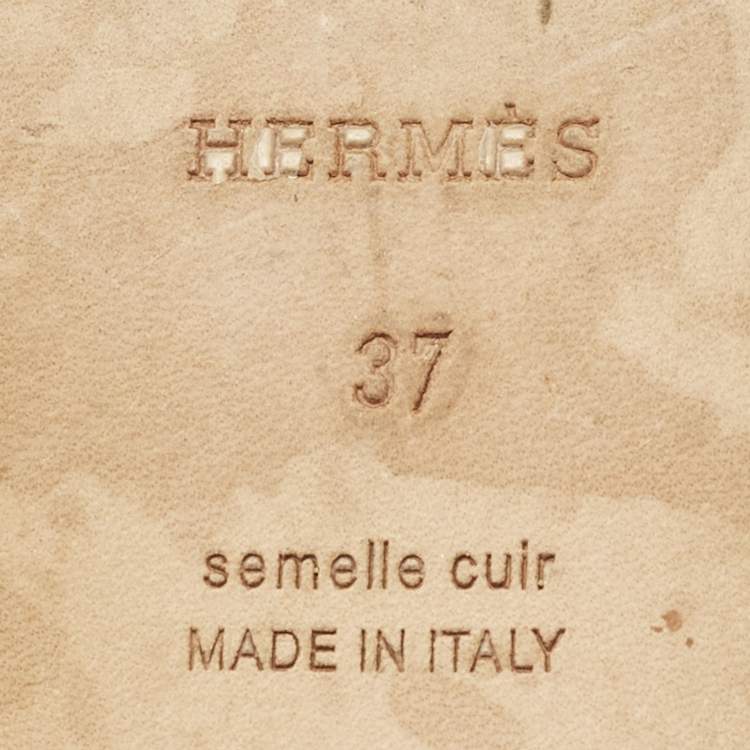 HERMÈS
37
semelle cuir
MADE IN ITALY